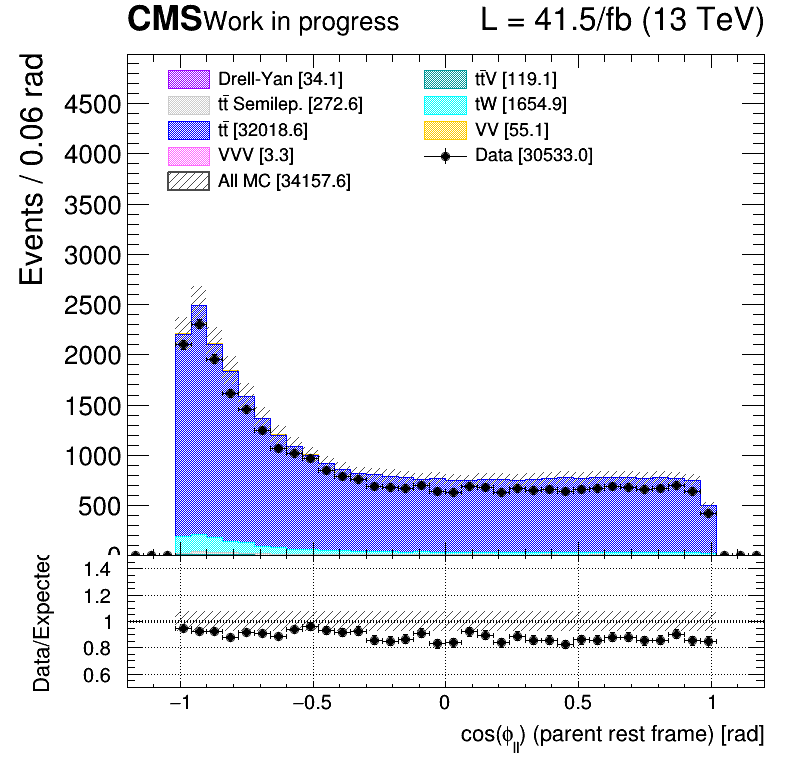 CMS Work in progress L = 41.5/fb (13 TeV)
Events / 0.06 rad
Drell-Yan [34.1]
tt̄ Semilep. [272.6]
tt̄ [32018.6]
VVV [3.3]
All MC [34157.6]
tt̄V [119.1]
tW [1654.9]
VV [55.1]
Data [30533.0]
4500
4000
3500
3000
2500
2000
1500
1000
500
0
Data/Expected
1.4
1.2
1
0.8
0.6
−1 −0.5 0 0.5 1
cos(ϕ_ll) (parent rest frame) [rad]